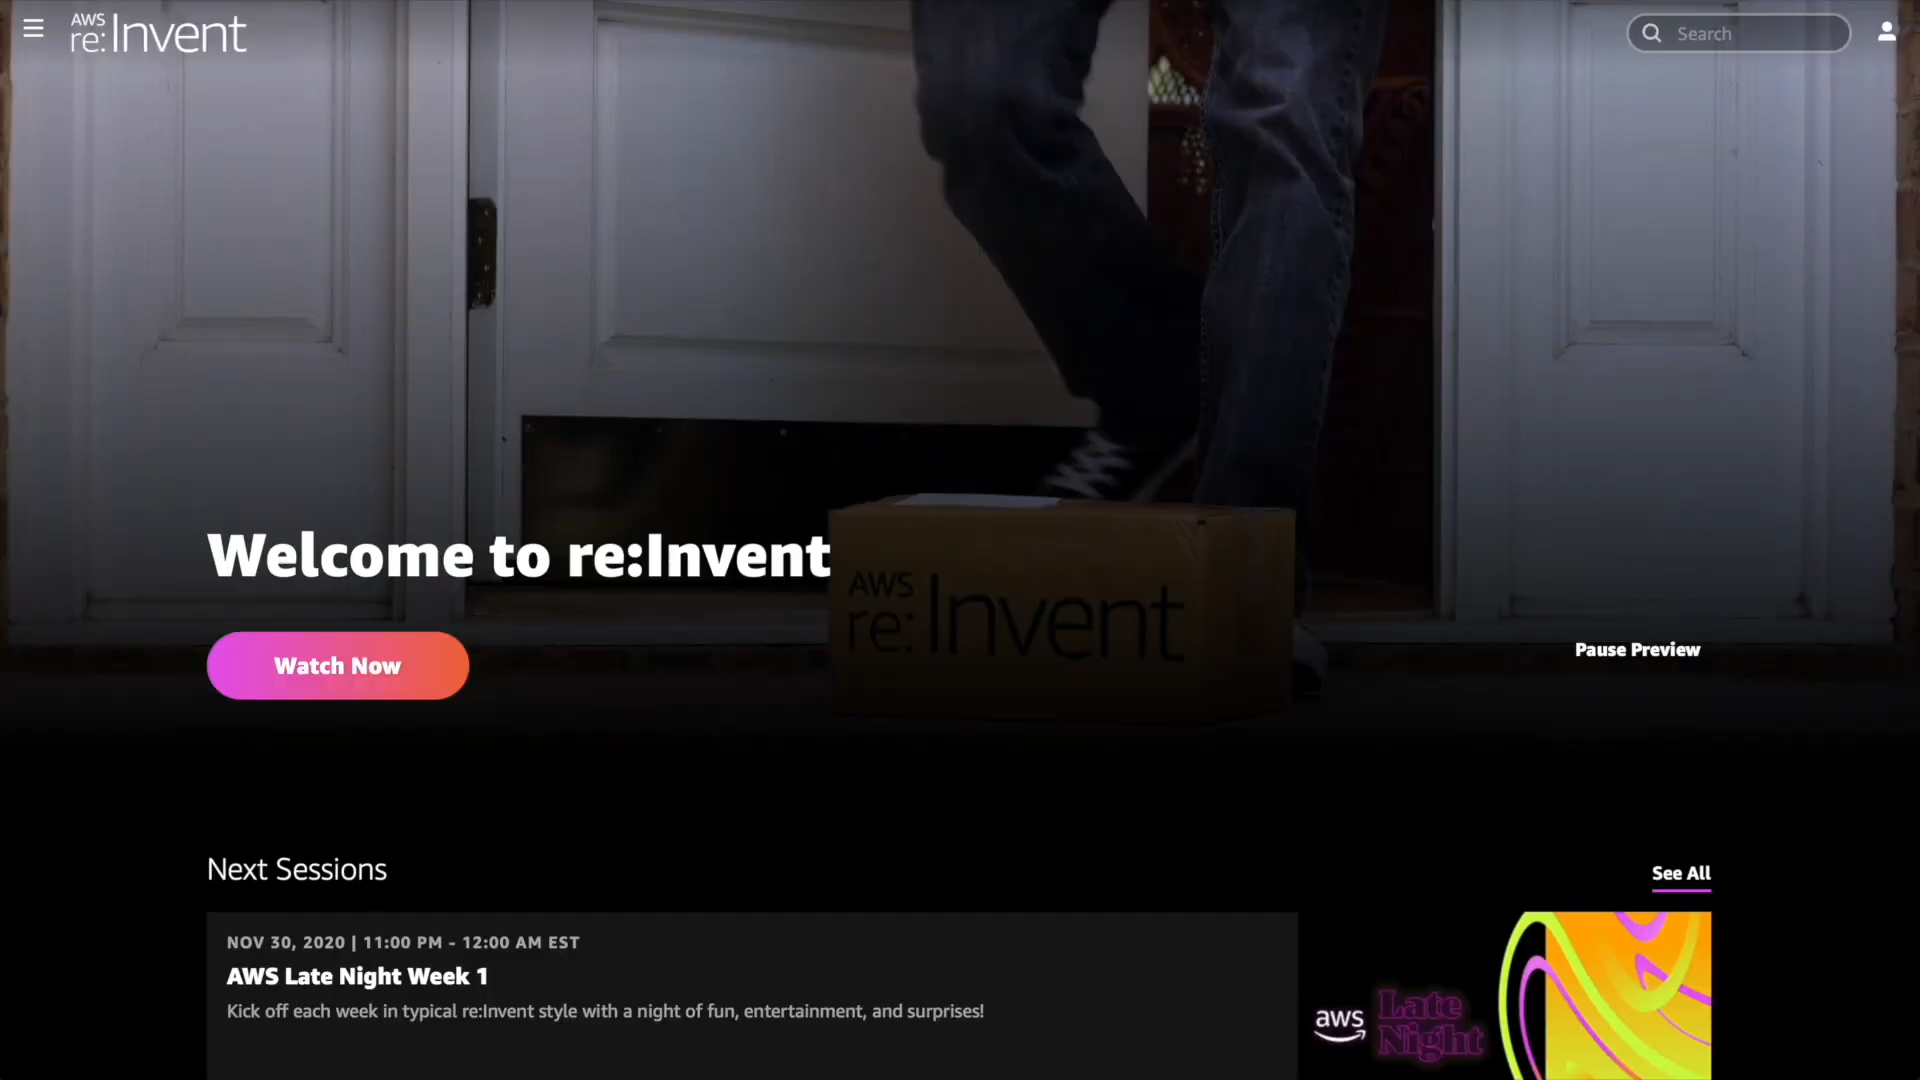 AWS
re:Invent
Search
Welcome to re:Invent
AWS
re:Invent
Watch Now
Pause Preview
Next Sessions
See All
NOV 30, 2020 | 11:00 PM - 12:00 AM EST
AWS Late Night Week 1
Kick off each week in typical re:Invent style with a night of fun, entertainment, and surprises!
aws
Late
Night